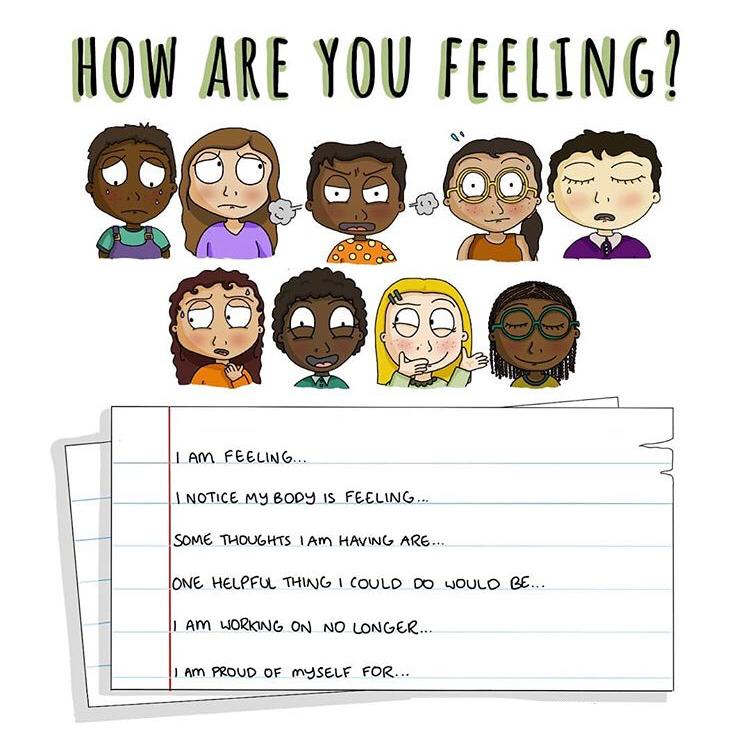 HOW ARE YOU FEELING?
I AM FEELING...
I NOTICE MY BODY IS FEELING...
SOME THOUGHTS I AM HAVING ARE...
ONE HELPFUL THING I COULD DO WOULD BE...
I AM WORKING ON NO LONGER...
I AM PROUD OF MYSELF FOR...